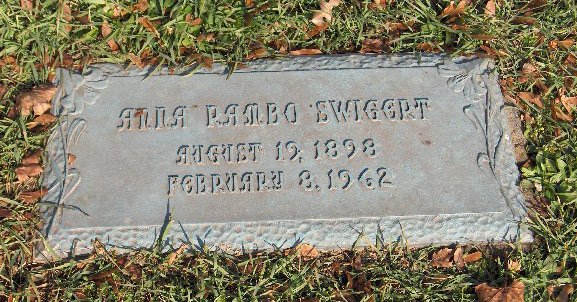 ANNA RAMBO SWIGERT
AUGUST 19, 1898
FEBRUARY 8, 1962